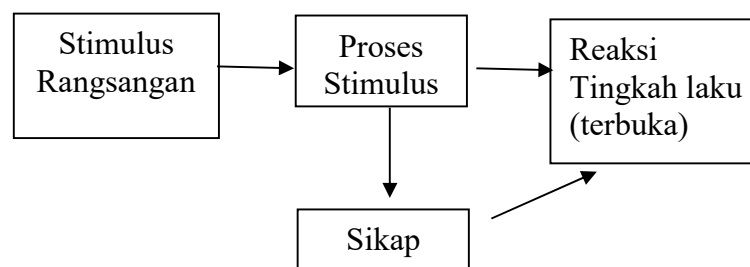 Stimulus
Rangsangan
Proses
Stimulus
Reaksi
Tingkah laku
(terbuka)
Sikap